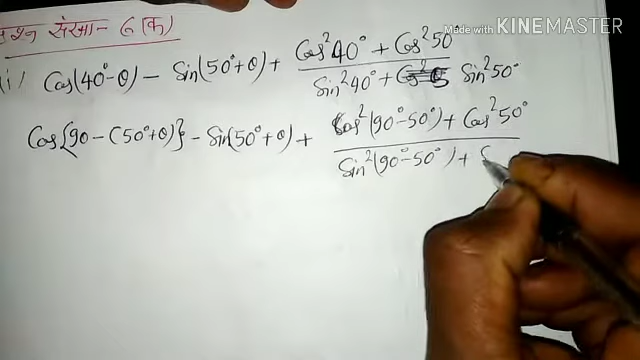 Made with KINEMASTER
प्रश्न संख्या- 6 (क)
(i) Cos(40°-θ) - Sin(50°+θ) + Cos²40° + Cos²50° / Sin²40° + Sin²50°
Cos{90-(50°+θ)} - Sin(50°+θ) + Cos²(90°-50°) + Cos²50° / Sin²(90°-50°) + S